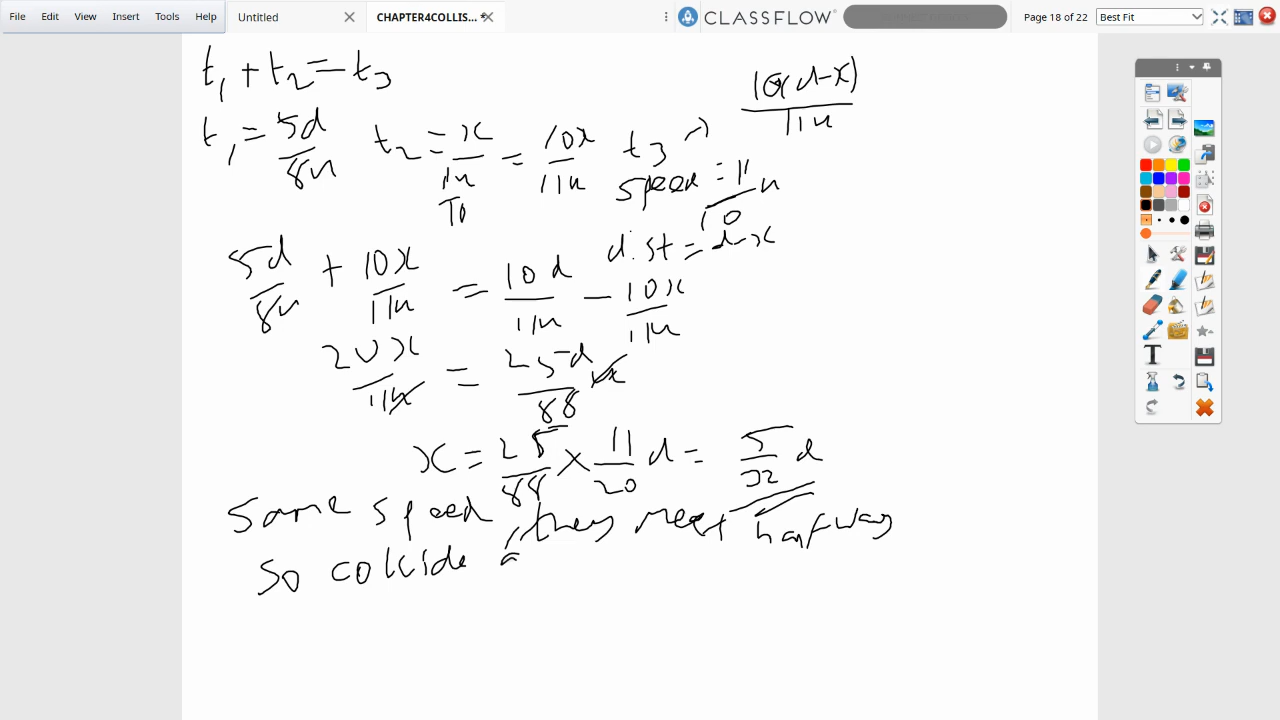 File Edit View Insert Tools Help Untitled CHAPTER4COLLIS... * CLASSFLOW Page 18 of 22 Best Fit
t₁ + t₂ = t₃
10(d-x)/11u
t₁ = 5d/8u t₂ = x/(11u/10) = 10x/11u t₃
speed = 11/10 u
dist = d-x
5d/8u + 10x/11u = 10d/11u - 10x/11u
20x/11u = 25d/88u
x = 25/88 × 11/20 d = 5/32 d
Same speed, they meet halfway
So collide a
T